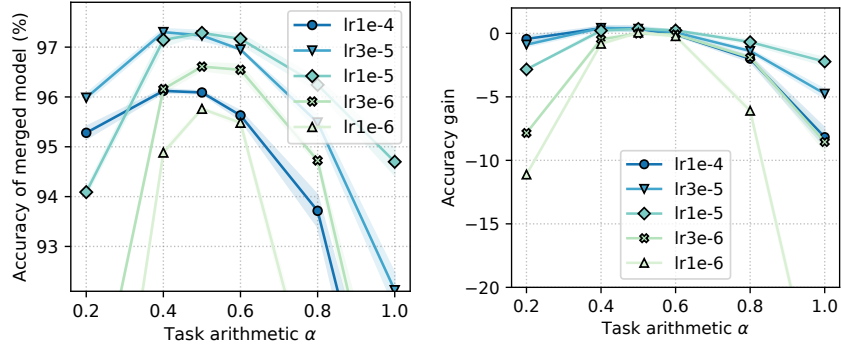 Accuracy of merged model (%)
97
96
95
94
93
0.2 0.4 0.6 0.8 1.0
Task arithmetic α
lr1e-4
lr3e-5
lr1e-5
lr3e-6
lr1e-6
Accuracy gain
0
−5
−10
−15
−20
0.2 0.4 0.6 0.8 1.0
Task arithmetic α
lr1e-4
lr3e-5
lr1e-5
lr3e-6
lr1e-6